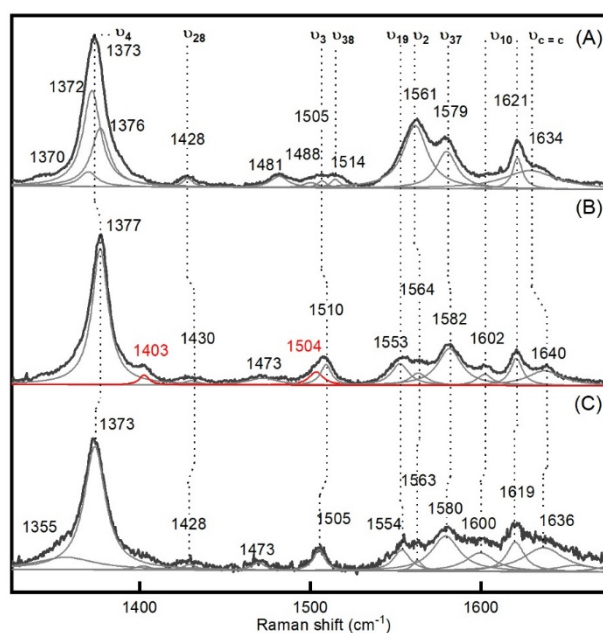 υ4 υ28 υ3 υ38 υ19 υ2 υ37 υ10 υc = c (A)
1373
1372 1376 1370 1428 1481 1488 1505 1514 1561 1579 1621 1634
(B)
1377 1403 1430 1473 1504 1510 1553 1564 1582 1602 1640
(C)
1373 1355 1428 1473 1505 1554 1563 1580 1600 1619 1636
1400 1500 1600
Raman shift (cm-1)